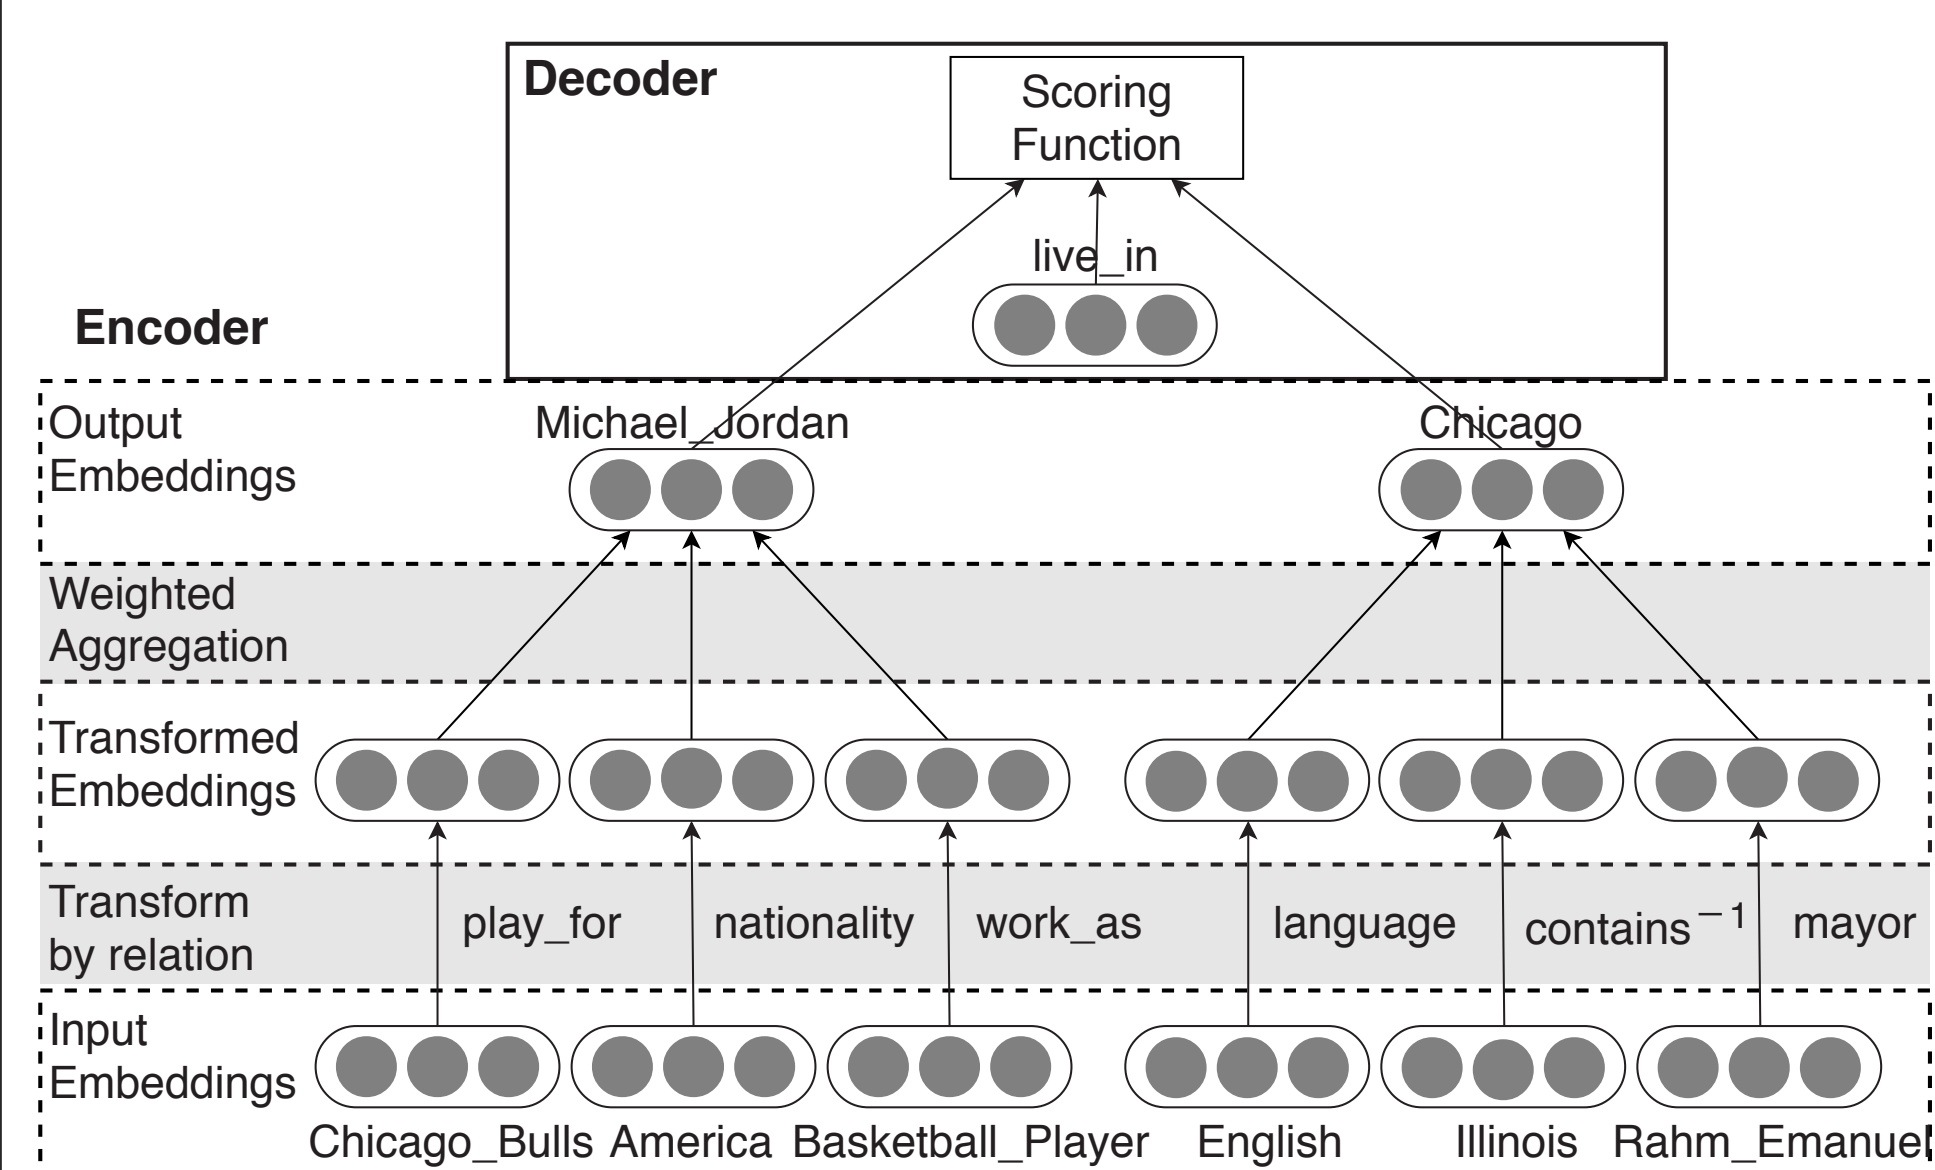 Decoder
Scoring
Function
live_in
Encoder
Output
Embeddings
Michael_Jordan
Chicago
Weighted
Aggregation
Transformed
Embeddings
Transform
by relation
play_for
nationality
work_as
language
contains⁻¹
mayor
Input
Embeddings
Chicago_Bulls
America
Basketball_Player
English
Illinois
Rahm_Emanuel